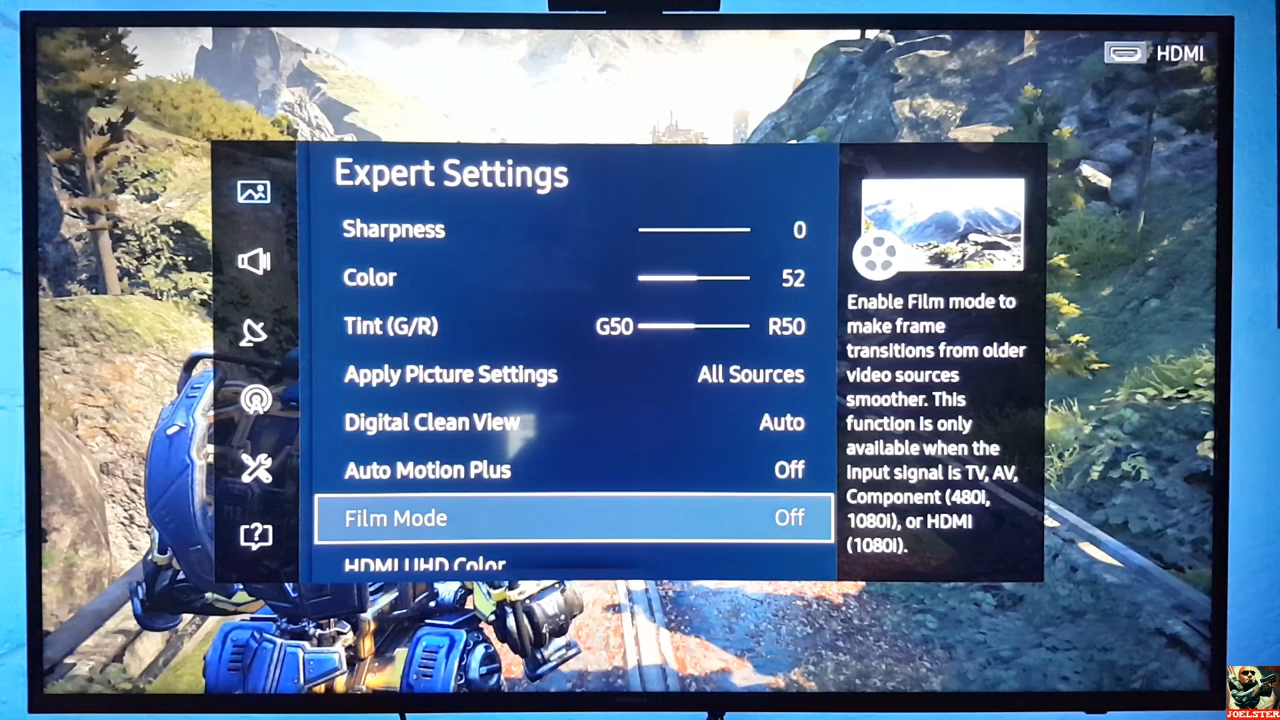 HDMI
Expert Settings
Sharpness 0
Color 52
Tint (G/R) G50 R50
Apply Picture Settings All Sources
Digital Clean View Auto
Auto Motion Plus Off
Film Mode Off
HDMI UHD Color
Enable Film mode to
make frame
transitions from older
video sources
smoother. This
function is only
available when the
input signal is TV, AV,
Component (480i,
1080i), or HDMI
(1080i).
JOELSTER